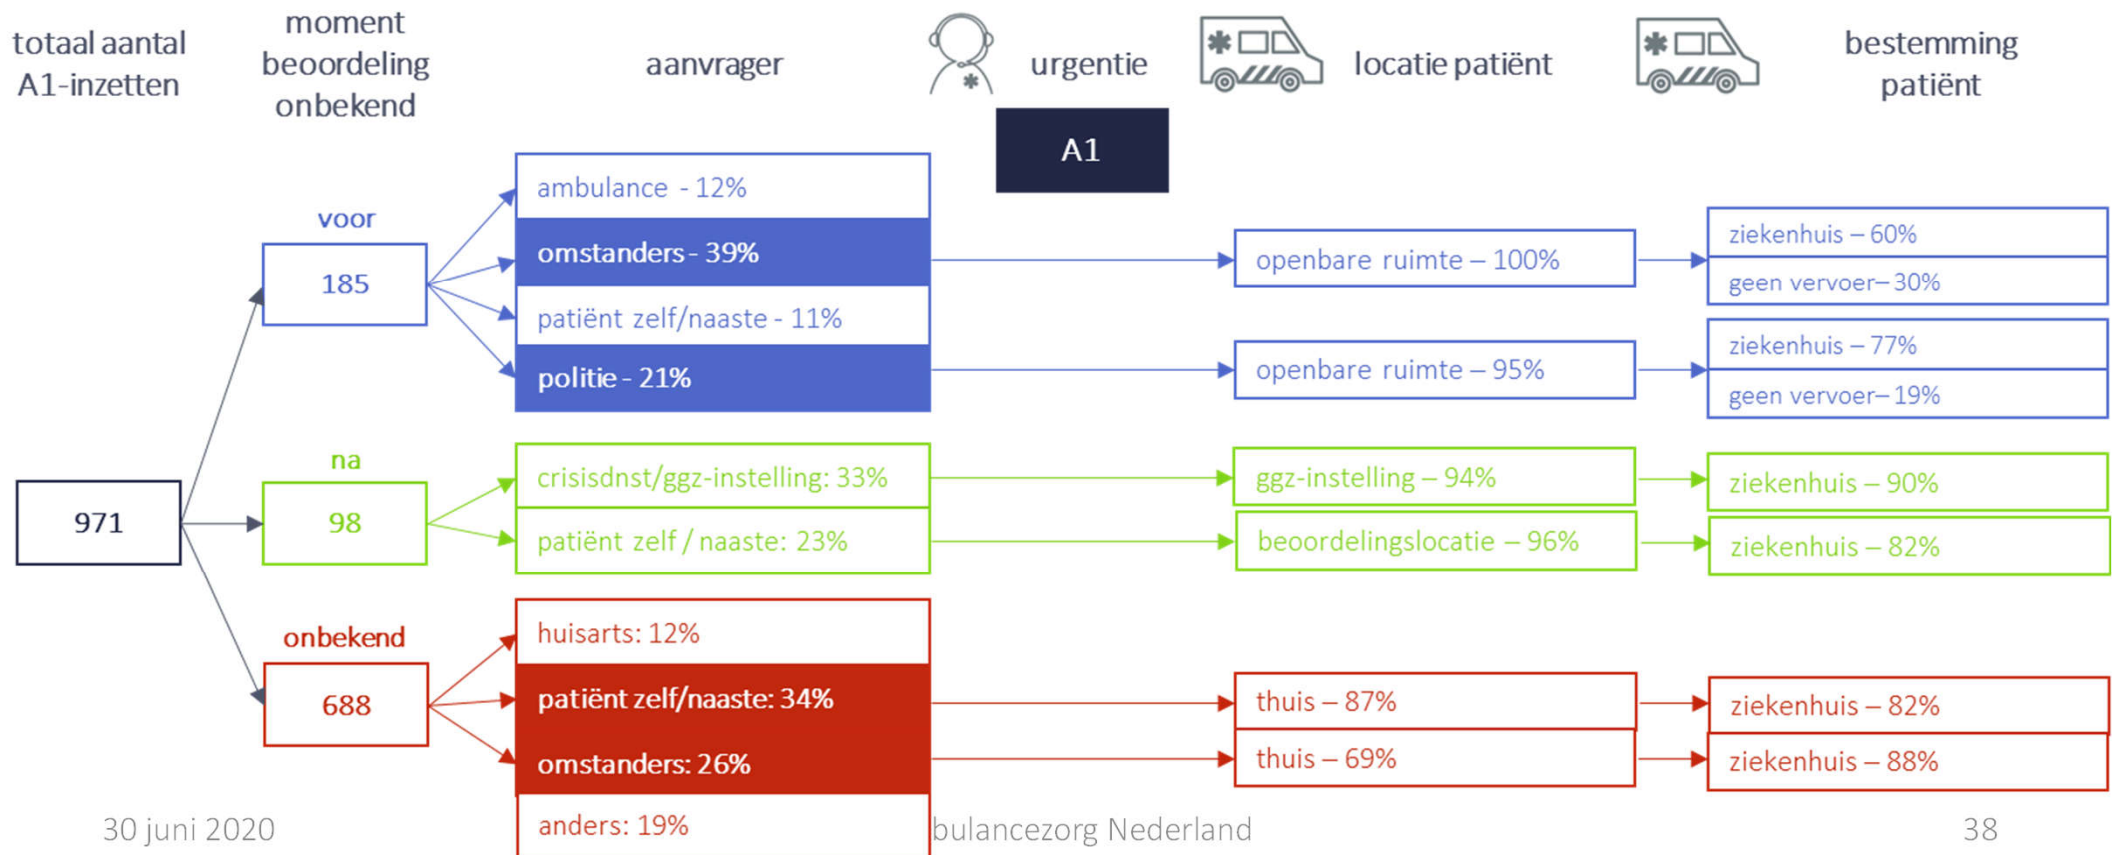 totaal aantal
A1-inzetten
moment
beoordeling
onbekend
aanvrager
urgentie
locatie patiënt
bestemming
patiënt
A1
voor
185
ambulance - 12%
omstanders - 39%
patiënt zelf/naaste - 11%
politie - 21%
openbare ruimte – 100%
openbare ruimte – 95%
ziekenhuis – 60%
geen vervoer– 30%
ziekenhuis – 77%
geen vervoer– 19%
971
na
98
crisisdnst/ggz-instelling: 33%
patiënt zelf / naaste: 23%
ggz-instelling – 94%
beoordelingslocatie – 96%
ziekenhuis – 90%
ziekenhuis – 82%
onbekend
688
huisarts: 12%
patiënt zelf/naaste: 34%
omstanders: 26%
anders: 19%
thuis – 87%
thuis – 69%
ziekenhuis – 82%
ziekenhuis – 88%
30 juni 2020
bulancezorg Nederland
38